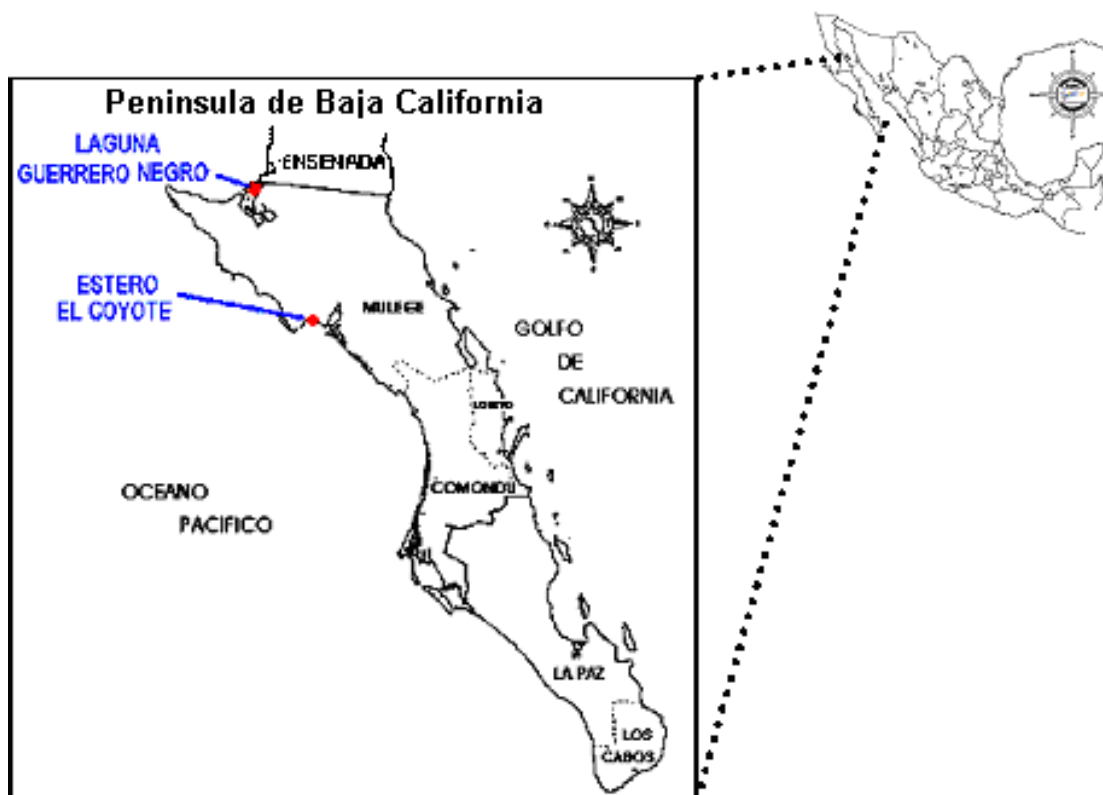 Peninsula de Baja California
LAGUNA
GUERRERO NEGRO
ENSENADA
ESTERO
EL COYOTE
MULEGE
GOLFO
DE
CALIFORNIA
LORETO
COMONDU
OCEANO
PACIFICO
LA PAZ
LOS
CABOS